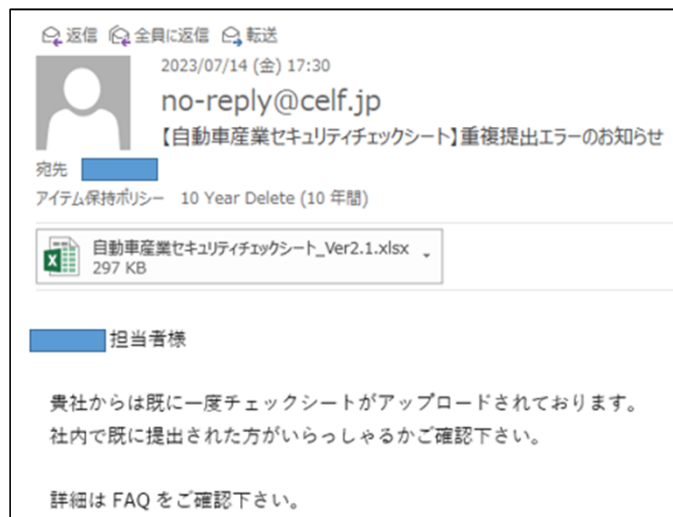 返信 全員に返信 転送
2023/07/14 (金) 17:30
no-reply@celf.jp
【自動車産業セキュリティチェックシート】重複提出エラーのお知らせ
宛先
アイテム保持ポリシー 10 Year Delete (10 年間)
自動車産業セキュリティチェックシート_Ver2.1.xlsx
297 KB
担当者様
貴社からは既に一度チェックシートがアップロードされております。
社内で既に提出された方がいらっしゃるかご確認下さい。
詳細は FAQ をご確認下さい。